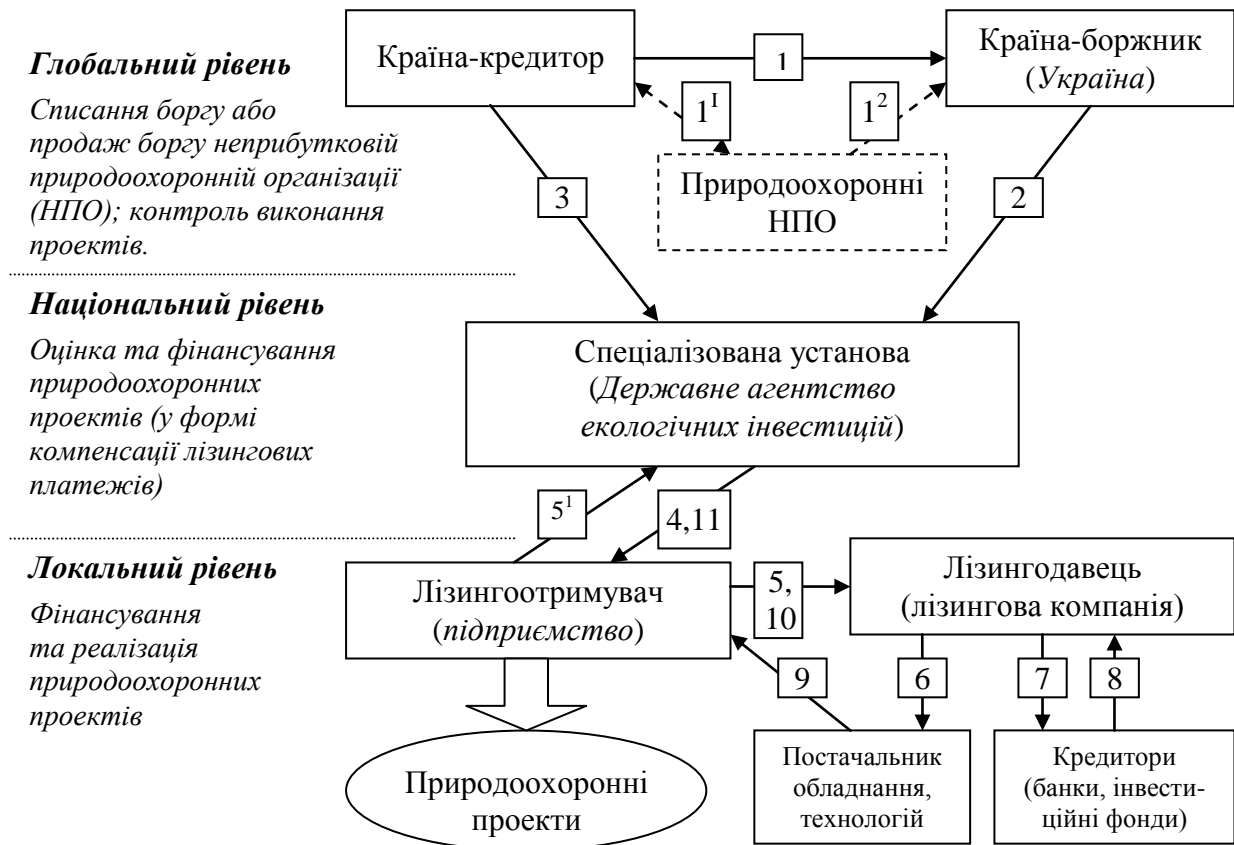 Глобальний рівень
Списання боргу або
продаж боргу неприбутковій
природоохоронній організації
(НПО); контроль виконання
проектів.
Країна-кредитор
1
Країна-боржник
(Україна)
1^I
1^2
Природоохоронні
НПО
3
2
Національний рівень
Оцінка та фінансування
природоохоронних
проектів (у формі
компенсації лізингових
платежів)
Спеціалізована установа
(Державне агентство
екологічних інвестицій)
5^1
4,11
Локальний рівень
Фінансування
та реалізація
природоохоронних
проектів
Лізингоотримувач
(підприємство)
5,
10
Лізингодавець
(лізингова компанія)
9
6
7
8
Природоохоронні
проекти
Постачальник
обладнання,
технологій
Кредитори
(банки, інвести-
ційні фонди)